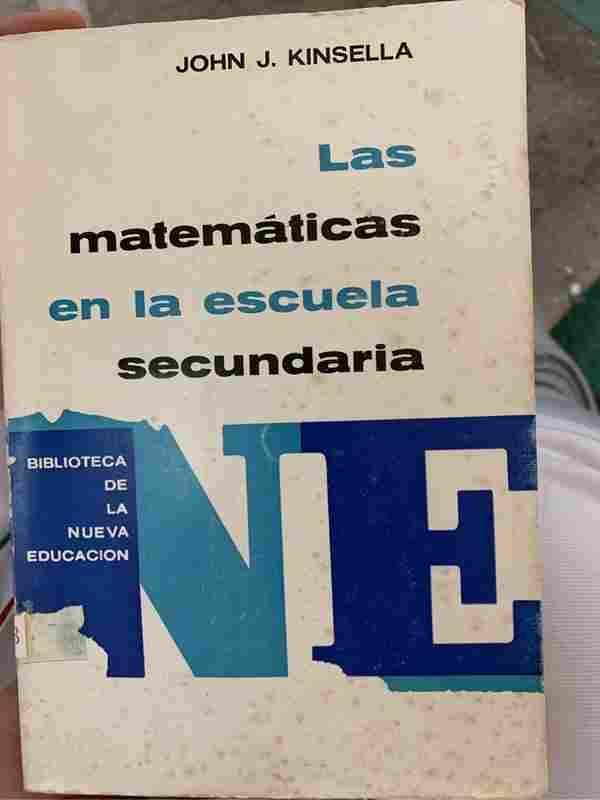 JOHN J. KINSELLA
Las
matemáticas
en la escuela
secundaria
NE
BIBLIOTECA
DE
LA
NUEVA
EDUCACION